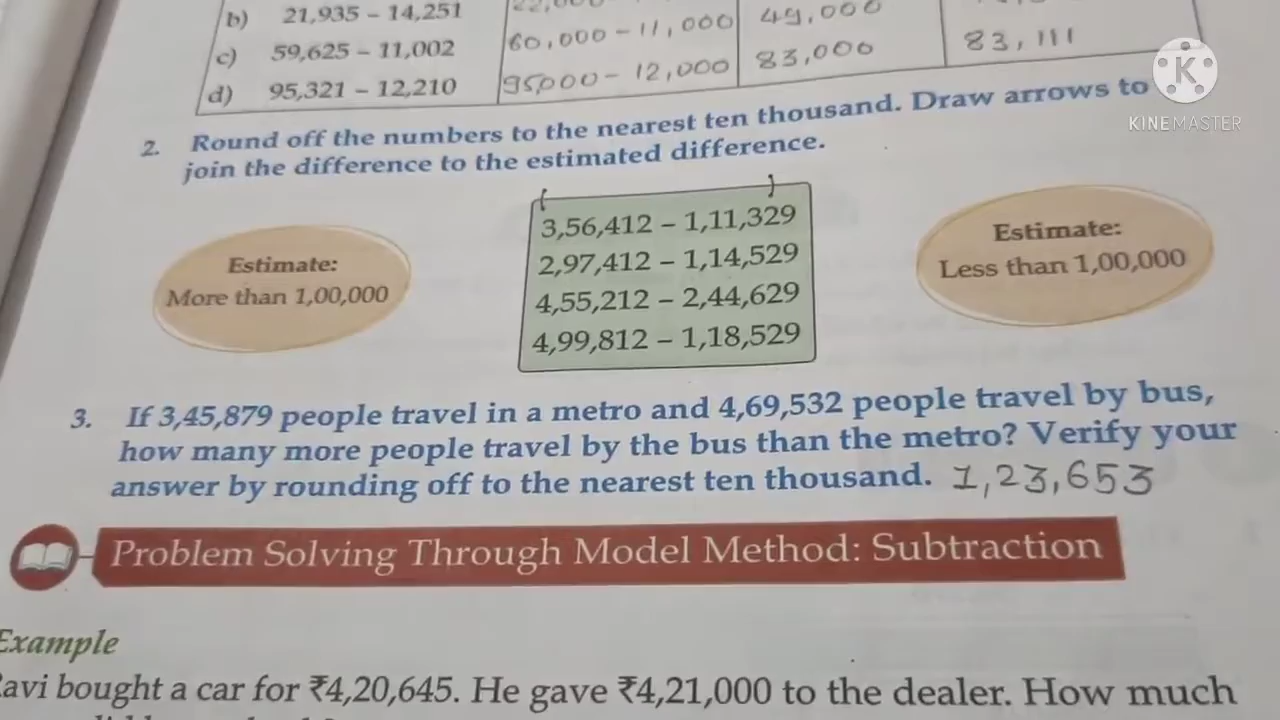 b) 21,935 – 14,251
49,000
c) 59,625 – 11,002 60,000 – 11,000
d) 95,321 – 12,210 95000 – 12,000 83,000 83,111
KINEMASTER
2. Round off the numbers to the nearest ten thousand. Draw arrows to
join the difference to the estimated difference.
Estimate:
More than 1,00,000
3,56,412 – 1,11,329
2,97,412 – 1,14,529
4,55,212 – 2,44,629
4,99,812 – 1,18,529
Estimate:
Less than 1,00,000
3. If 3,45,879 people travel in a metro and 4,69,532 people travel by bus,
how many more people travel by the bus than the metro? Verify your
answer by rounding off to the nearest ten thousand. 1,23,653
Problem Solving Through Model Method: Subtraction
Example
avi bought a car for ₹4,20,645. He gave ₹4,21,000 to the dealer. How much